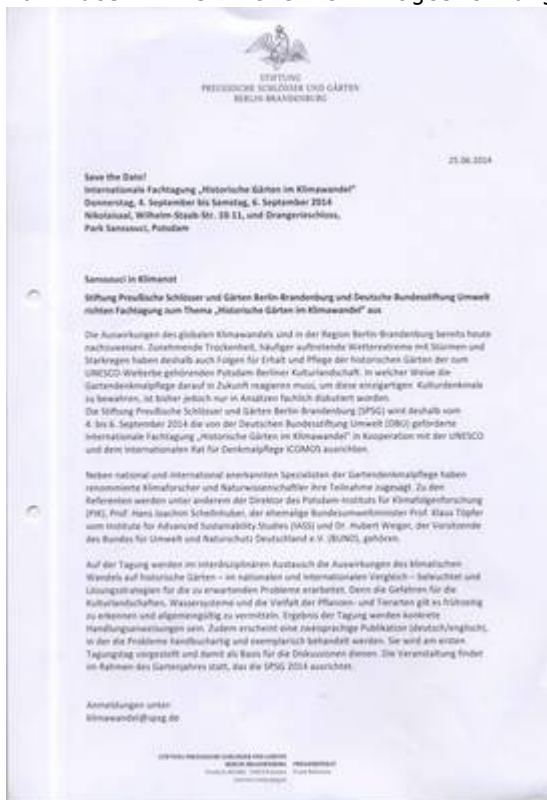 STIFTUNG
PREUSSISCHE SCHLÖSSER UND GÄRTEN
BERLIN-BRANDENBURG
25.06.2014
Save the Date!
Internationale Fachtagung „Historische Gärten im Klimawandel“
Donnerstag, 4. September bis Samstag, 6. September 2014
Nikolaisaal, Wilhelm-Staab-Str. 10-11, und Orangerieschloss,
Park Sanssouci, Potsdam
Sanssouci in Klimanot
Stiftung Preußische Schlösser und Gärten Berlin-Brandenburg und Deutsche Bundesstiftung Umwelt
richten Fachtagung zum Thema „Historische Gärten im Klimawandel“ aus
Die Auswirkungen des globalen Klimawandels sind in der Region Berlin-Brandenburg bereits heute
nachzuweisen. Zunehmende Trockenheit, häufiger auftretende Wetterextreme mit Stürmen und
Starkregen haben deshalb auch Folgen für Erhalt und Pflege der historischen Gärten der zum
UNESCO-Welterbe gehörenden Potsdam-Berliner Kulturlandschaft. In welcher Weise die
Gartendenkmalpflege darauf in Zukunft reagieren muss, um diese einzigartigen Kulturdenkmale
zu bewahren, ist bisher jedoch nur in Ansätzen fachlich diskutiert worden.
Die Stiftung Preußische Schlösser und Gärten Berlin-Brandenburg (SPSG) wird deshalb vom
4. bis 6. September 2014 die von der Deutschen Bundesstiftung Umwelt (DBU) geförderte
Internationale Fachtagung „Historische Gärten im Klimawandel“ in Kooperation mit der UNESCO
und dem Internationalen Rat für Denkmalpflege ICOMOS ausrichten.
Neben national und international anerkannten Spezialisten der Gartendenkmalpflege haben
renommierte Klimaforscher und Naturwissenschaftler ihre Teilnahme zugesagt. Zu den
Referenten werden unter anderem der Direktor des Potsdam-Instituts für Klimafolgenforschung
(PIK), Prof. Hans Joachim Schellnhuber, der ehemalige Bundesumweltminister Prof. Klaus Töpfer
vom Institute for Advanced Sustainability Studies (IASS) und Dr. Hubert Weiger, der Vorsitzende
des Bundes für Umwelt und Naturschutz Deutschland e.V. (BUND), gehören.
Auf der Tagung werden im interdisziplinären Austausch die Auswirkungen des klimatischen
Wandels auf historische Gärten – im nationalen und internationalen Vergleich – beleuchtet und
Lösungsstrategien für die zu erwartenden Probleme erarbeitet. Denn die Gefahren für die
Kulturlandschaften, Wassersysteme und die Vielfalt der Pflanzen- und Tierarten gilt es frühzeitig
zu erkennen und allgemeingültig zu vermitteln. Ergebnis der Tagung werden konkrete
Handlungsanweisungen sein. Zudem erscheint eine zweisprachige Publikation (deutsch/englisch),
in der die Probleme handbuchartig und exemplarisch behandelt werden. Sie wird am ersten
Tagungstag vorgestellt und damit als Basis für die Diskussionen dienen. Die Veranstaltung findet
im Rahmen des Gartenjahres statt, das die SPSG 2014 ausrichtet.
Anmeldungen unter
klimawandel@spsg.de
STIFTUNG PREUSSISCHE SCHLÖSSER UND GÄRTEN
BERLIN-BRANDENBURG